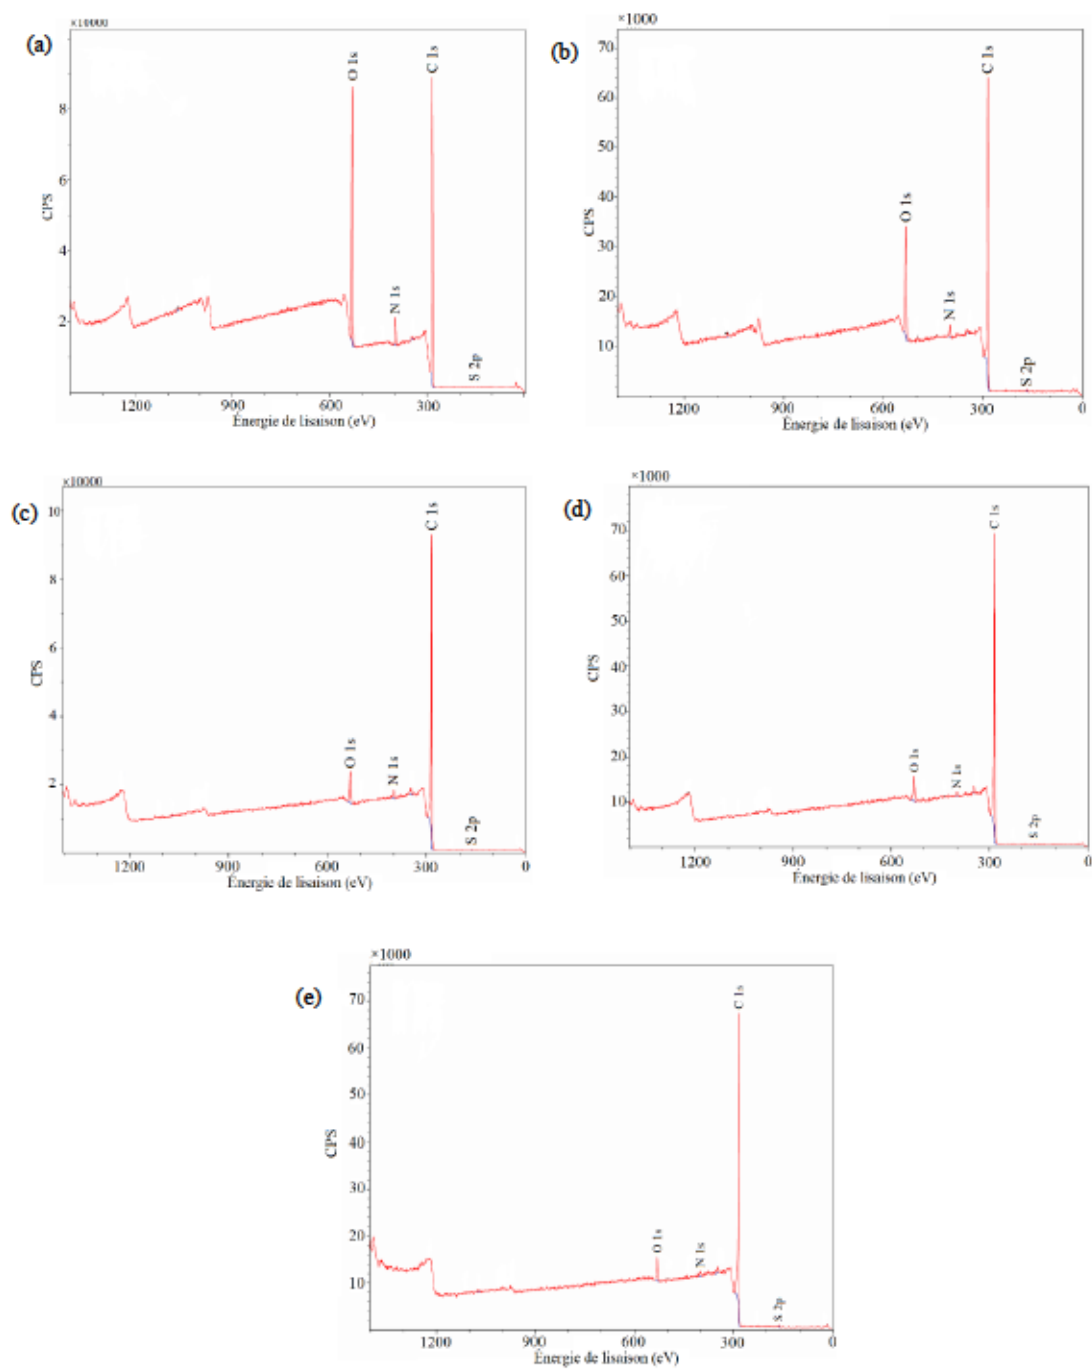 (a)
×10000
8
6
4
2
CPS
O 1s
N 1s
C 1s
S 2p
1200 900 600 300
Énergie de lisaison (eV)
(b)
×1000
70
60
50
40
30
20
10
CPS
O 1s
N 1s
C 1s
S 2p
1200 900 600 300 0
Énergie de lisaison (eV)
(c)
×10000
10
8
6
4
2
CPS
O 1s
N 1s
C 1s
S 2p
1200 900 600 300 0
Énergie de lisaison (eV)
(d)
×1000
70
60
50
40
30
20
10
CPS
O 1s
N 1s
C 1s
S 2p
1200 900 600 300 0
Énergie de lisaison (eV)
(e)
×1000
70
60
50
40
30
20
10
CPS
O 1s
N 1s
C 1s
S 2p
1200 900 600 300 0
Énergie de lisaison (eV)